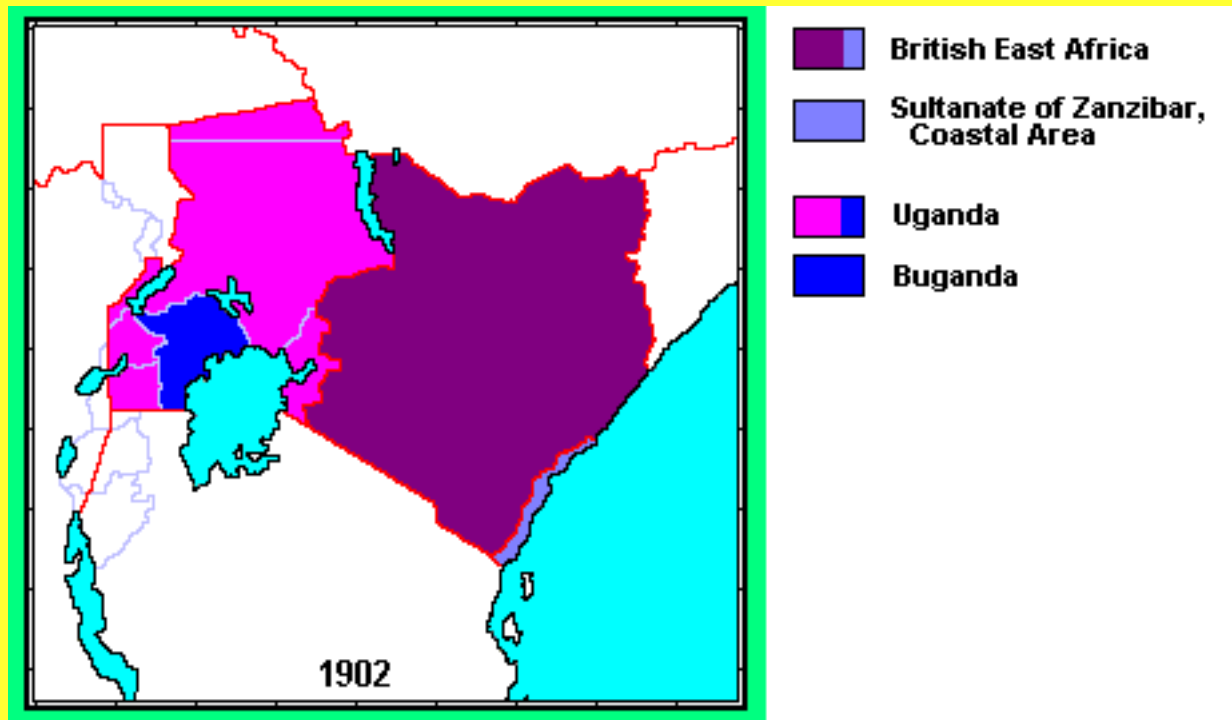 British East Africa
Sultanate of Zanzibar,
Coastal Area
Uganda
Buganda
1902